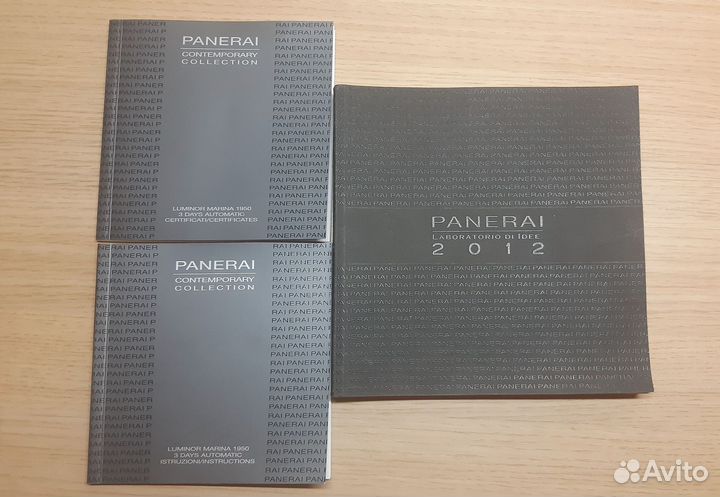 PANERAI
CONTEMPORARY
COLLECTION
LUMINOR MARINA 1950
3 DAYS AUTOMATIC
CERTIFICATI/CERTIFICATES
PANERAI
CONTEMPORARY
COLLECTION
LUMINOR MARINA 1950
3 DAYS AUTOMATIC
ISTRUZIONI/INSTRUCTIONS
PANERAI
LABORATORIO DI IDEE
2012
Avito